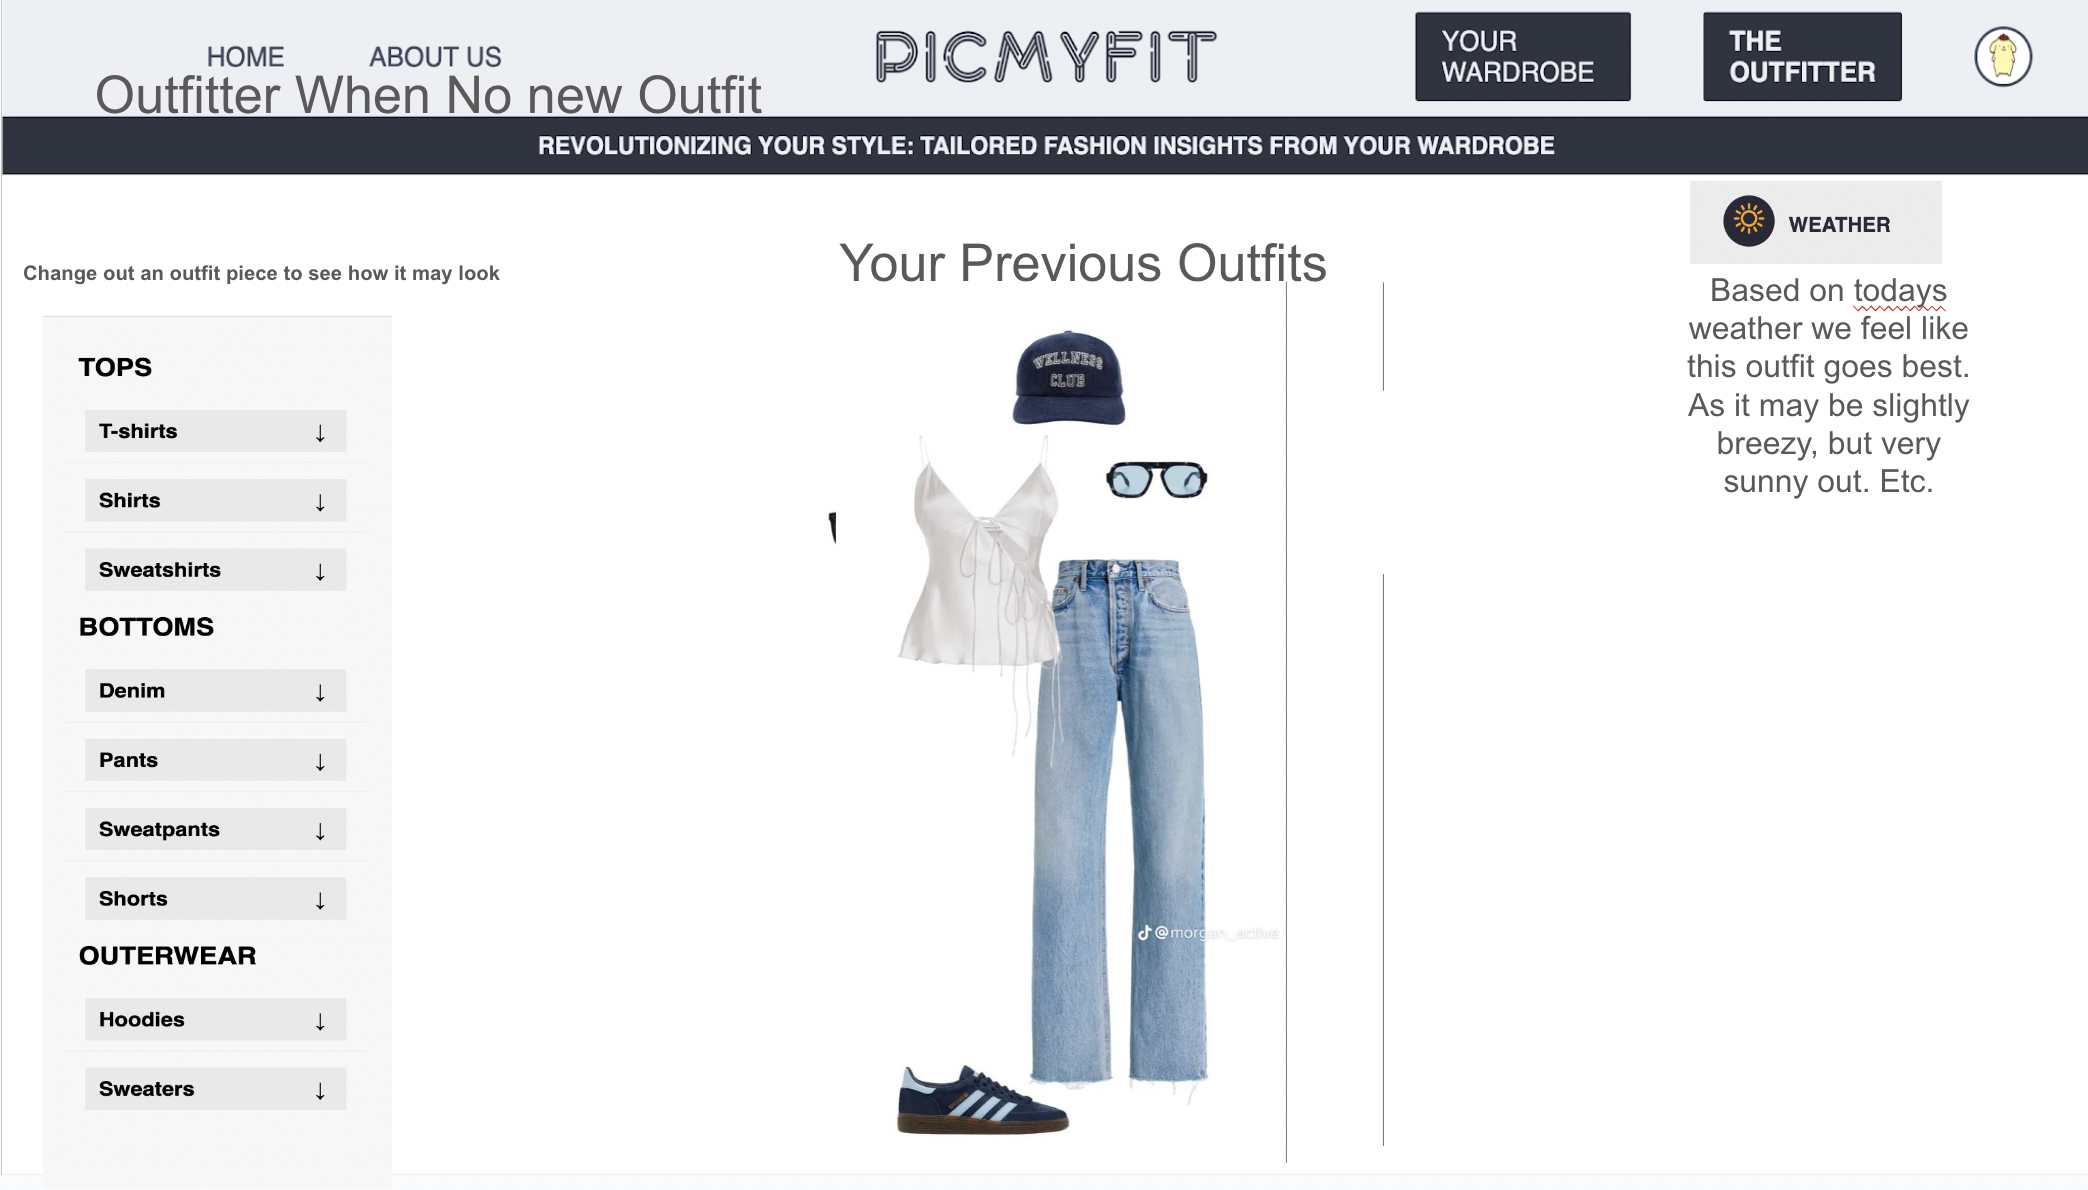 HOME
ABOUT US
PICMYFIT
YOUR
WARDROBE
THE
OUTFITTER
Outfitter When No new Outfit
REVOLUTIONIZING YOUR STYLE: TAILORED FASHION INSIGHTS FROM YOUR WARDROBE
WEATHER
Change out an outfit piece to see how it may look
Your Previous Outfits
Based on todays
weather we feel like
this outfit goes best.
As it may be slightly
breezy, but very
sunny out. Etc.
TOPS
T-shirts ↓
Shirts ↓
Sweatshirts ↓
BOTTOMS
Denim ↓
Pants ↓
Sweatpants ↓
Shorts ↓
OUTERWEAR
Hoodies ↓
Sweaters ↓
WELLNESS
CLUB
@morgan_active